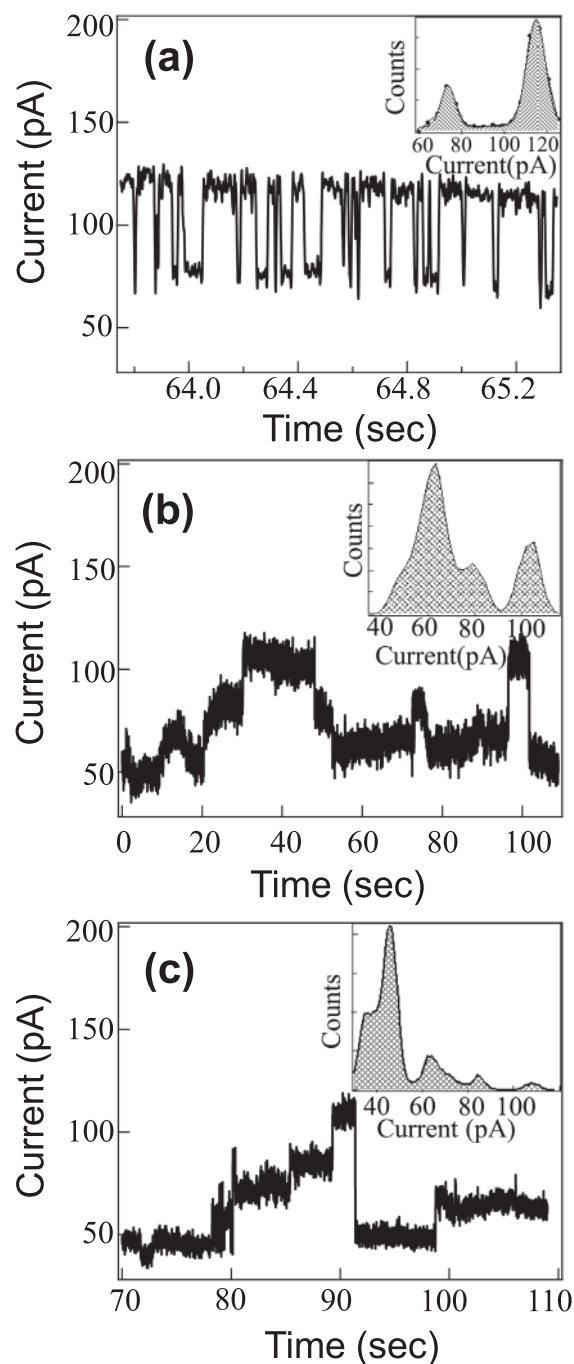 (a)
200
150
100
50
Current (pA)
64.0 64.4 64.8 65.2
Time (sec)
Counts
60 80 100 120
Current(pA)
(b)
200
150
100
50
Current (pA)
0 20 40 60 80 100
Time (sec)
Counts
40 60 80 100
Current(pA)
(c)
200
150
100
50
Current (pA)
70 80 90 100 110
Time (sec)
Counts
40 60 80 100
Current (pA)